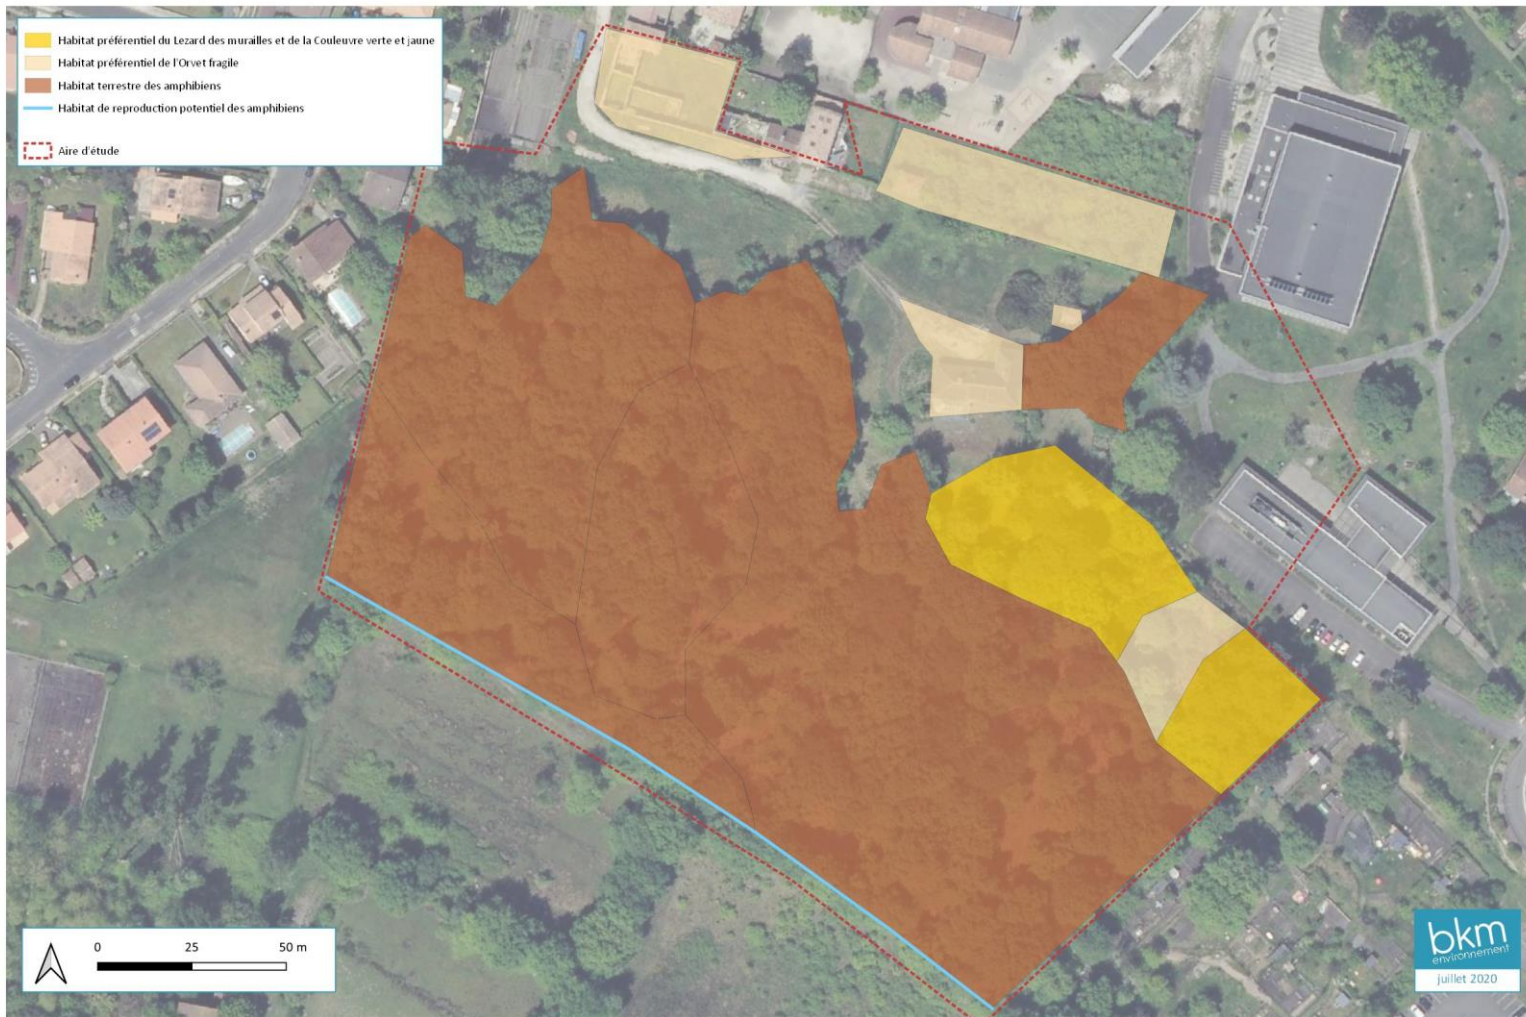 Habitat préférentiel du Lezard des murailles et de la Couleuvre verte et jaune
Habitat préférentiel de l'Orvet fragile
Habitat terrestre des amphibiens
Habitat de reproduction potentiel des amphibiens
Aire d'étude
0 25 50 m
bkm
environnement
juillet 2020